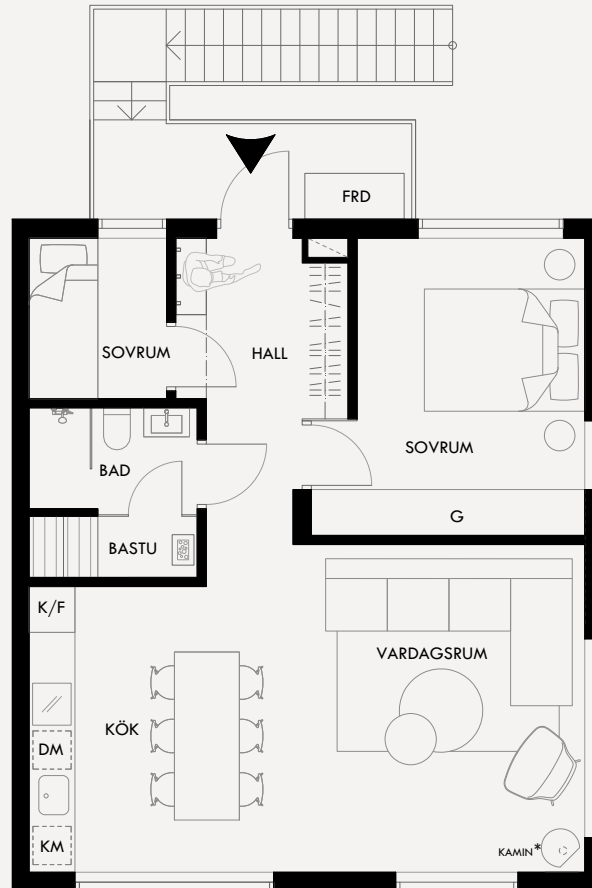 FRD
SOVRUM
HALL
SOVRUM
BAD
G
BASTU
K/F
VARDAGSRUM
KÖK
DM
KM
KAMIN*